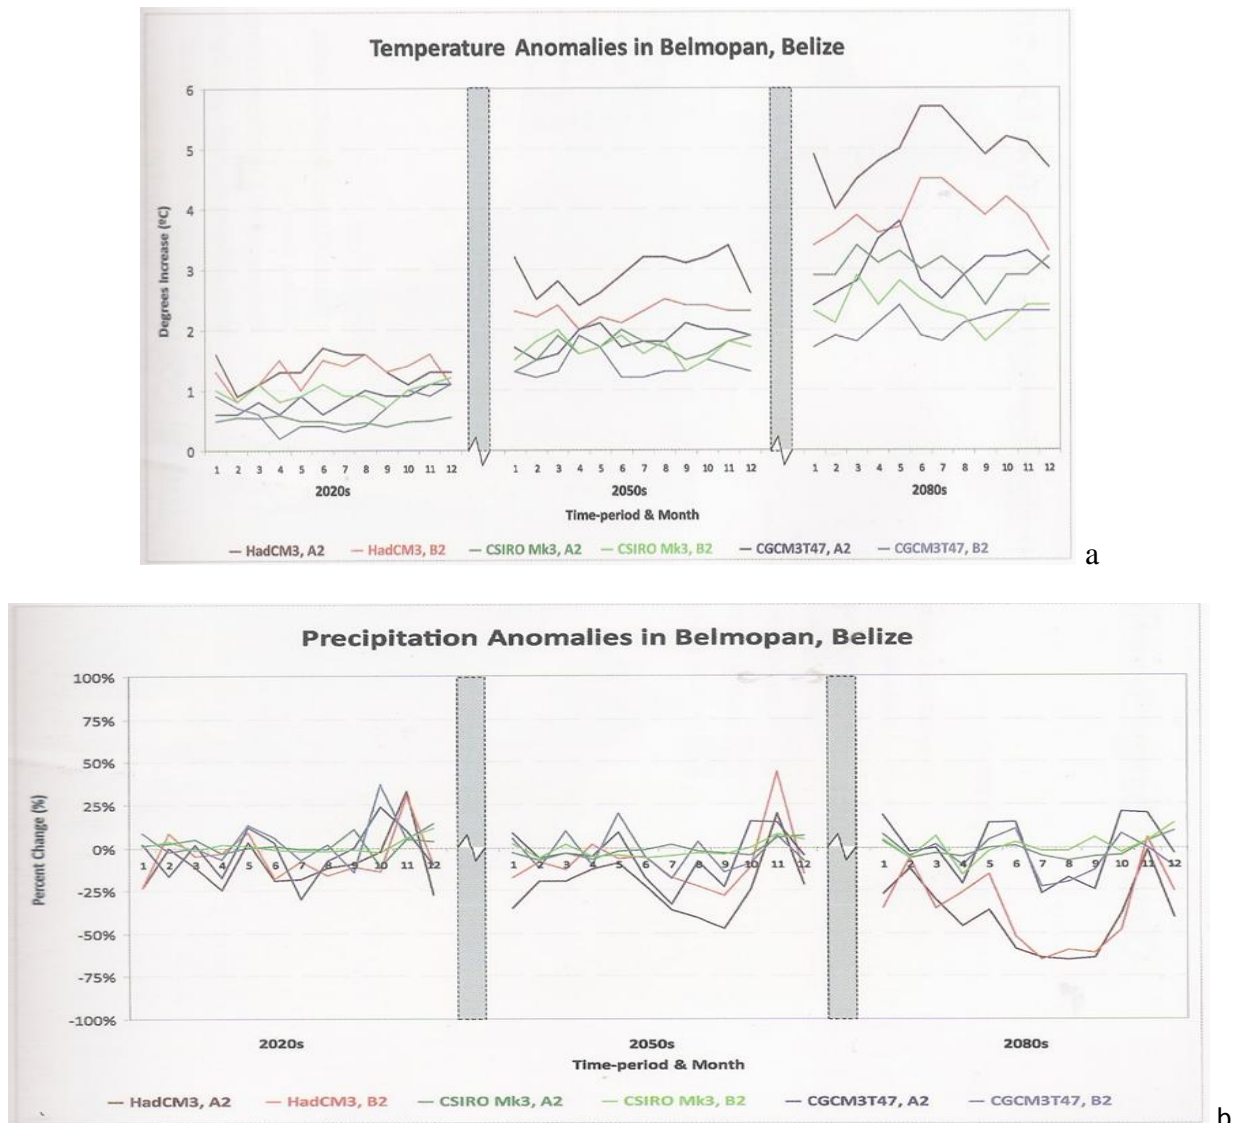 Temperature Anomalies in Belmopan, Belize
6
5
4
3
2
1
0
Degrees Increase (ºC)
1 2 3 4 5 6 7 8 9 10 11 12
1 2 3 4 5 6 7 8 9 10 11 12
1 2 3 4 5 6 7 8 9 10 11 12
2020s 2050s 2080s
Time-period & Month
HadCM3, A2 HadCM3, B2 CSIRO Mk3, A2 CSIRO Mk3, B2 CGCM3T47, A2 CGCM3T47, B2
a
Precipitation Anomalies in Belmopan, Belize
100%
75%
50%
25%
0%
-25%
-50%
-75%
-100%
Percent Change (%)
1 2 3 4 5 6 7 8 9 10 11 12
1 2 3 4 5 6 7 8 9 10 11 12
1 2 3 4 5 6 7 8 9 10 11 12
2020s 2050s 2080s
Time-period & Month
HadCM3, A2 HadCM3, B2 CSIRO Mk3, A2 CSIRO Mk3, B2 CGCM3T47, A2 CGCM3T47, B2
b